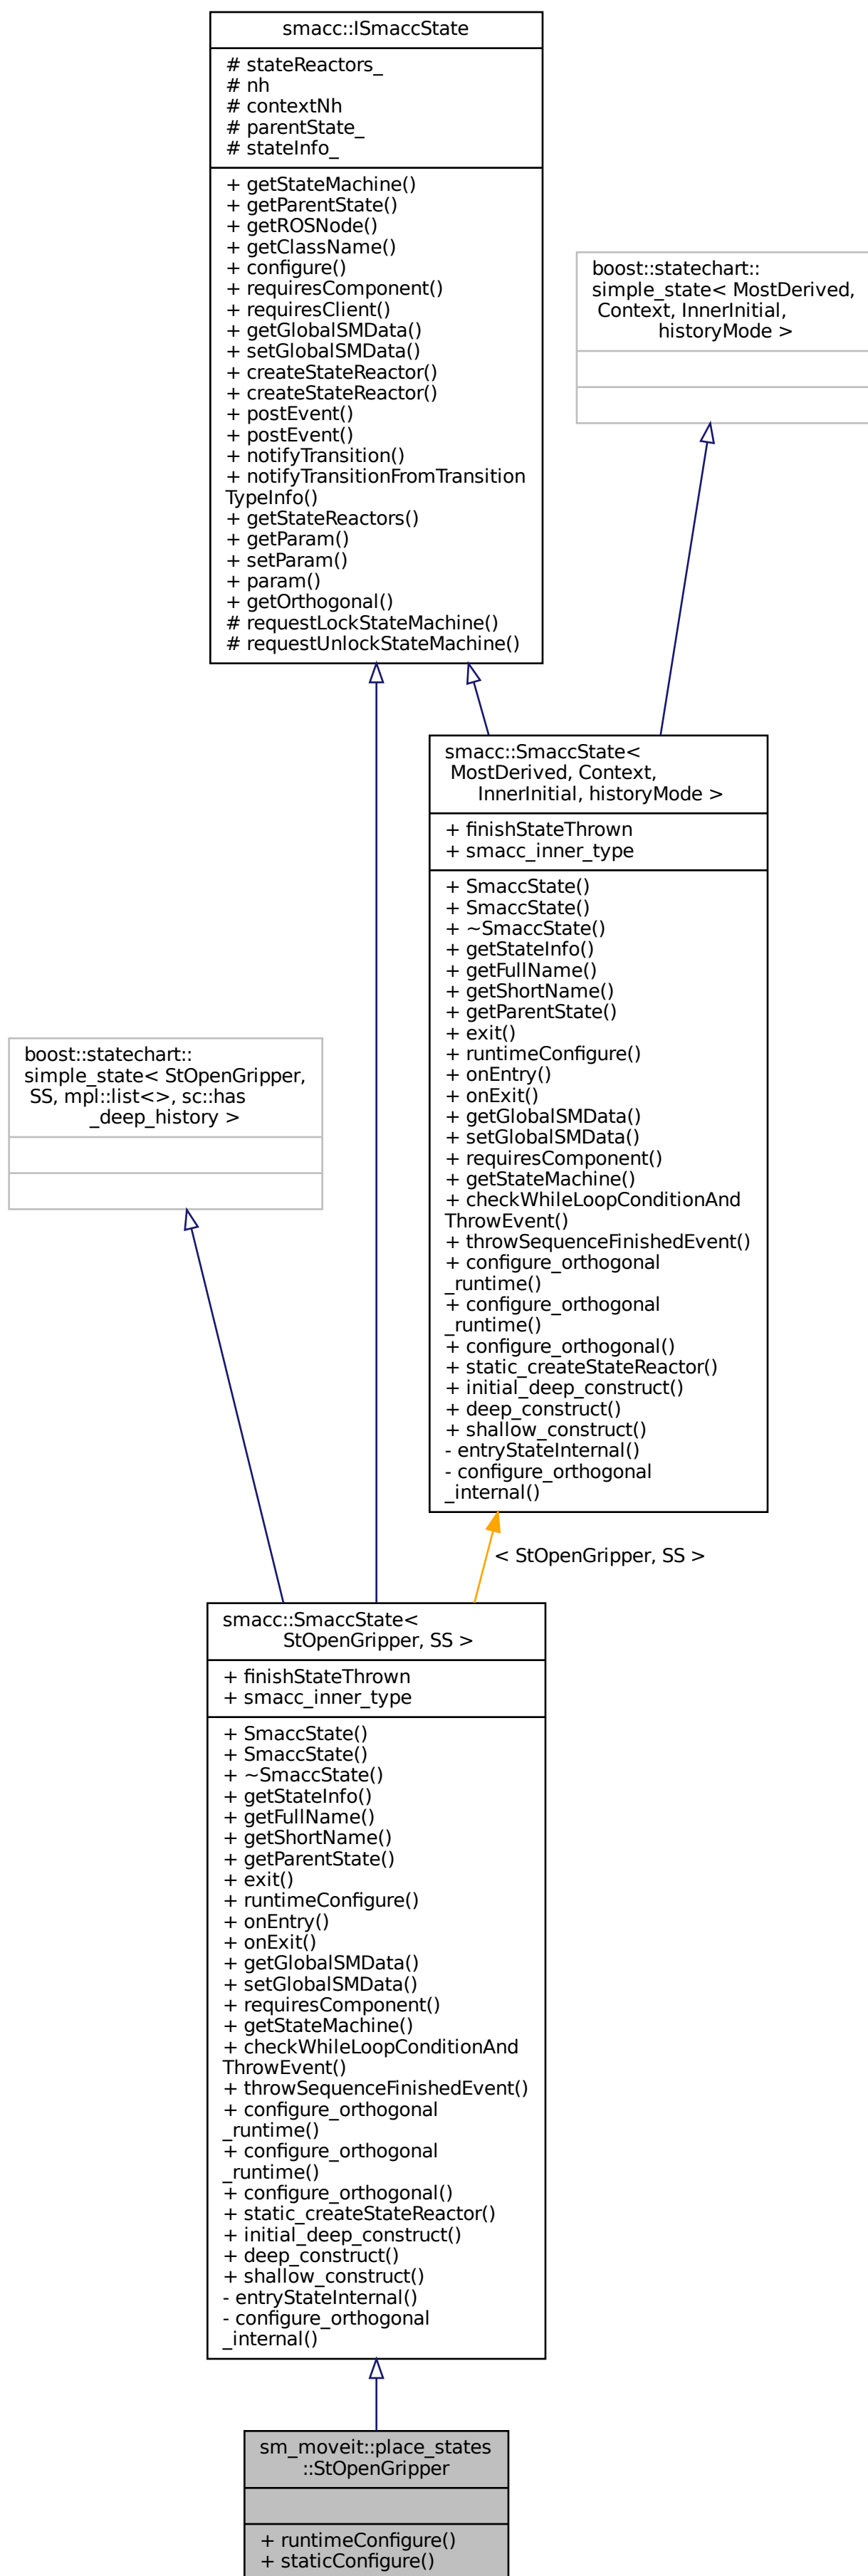 smacc::ISmaccState
# stateReactors_
# nh
# contextNh
# parentState_
# stateInfo_
+ getStateMachine()
+ getParentState()
+ getROSNode()
+ getClassName()
+ configure()
+ requiresComponent()
+ requiresClient()
+ getGlobalSMData()
+ setGlobalSMData()
+ createStateReactor()
+ createStateReactor()
+ postEvent()
+ postEvent()
+ notifyTransition()
+ notifyTransitionFromTransition
TypeInfo()
+ getStateReactors()
+ getParam()
+ setParam()
+ param()
+ getOrthogonal()
# requestLockStateMachine()
# requestUnlockStateMachine()
boost::statechart::
simple_state< MostDerived,
Context, InnerInitial,
historyMode >
smacc::SmaccState<
MostDerived, Context,
InnerInitial, historyMode >
+ finishStateThrown
+ smacc_inner_type
+ SmaccState()
+ SmaccState()
+ ~SmaccState()
+ getStateInfo()
+ getFullName()
+ getShortName()
+ getParentState()
+ exit()
+ runtimeConfigure()
+ onEntry()
+ onExit()
+ getGlobalSMData()
+ setGlobalSMData()
+ requiresComponent()
+ getStateMachine()
+ checkWhileLoopConditionAnd
ThrowEvent()
+ throwSequenceFinishedEvent()
+ configure_orthogonal
_runtime()
+ configure_orthogonal
_runtime()
+ configure_orthogonal()
+ static_createStateReactor()
+ initial_deep_construct()
+ deep_construct()
+ shallow_construct()
- entryStateInternal()
- configure_orthogonal
_internal()
boost::statechart::
simple_state< StOpenGripper,
SS, mpl::list<>, sc::has
_deep_history >
< StOpenGripper, SS >
smacc::SmaccState<
StOpenGripper, SS >
+ finishStateThrown
+ smacc_inner_type
+ SmaccState()
+ SmaccState()
+ ~SmaccState()
+ getStateInfo()
+ getFullName()
+ getShortName()
+ getParentState()
+ exit()
+ runtimeConfigure()
+ onEntry()
+ onExit()
+ getGlobalSMData()
+ setGlobalSMData()
+ requiresComponent()
+ getStateMachine()
+ checkWhileLoopConditionAnd
ThrowEvent()
+ throwSequenceFinishedEvent()
+ configure_orthogonal
_runtime()
+ configure_orthogonal
_runtime()
+ configure_orthogonal()
+ static_createStateReactor()
+ initial_deep_construct()
+ deep_construct()
+ shallow_construct()
- entryStateInternal()
- configure_orthogonal
_internal()
sm_moveit::place_states
::StOpenGripper
+ runtimeConfigure()
+ staticConfigure()